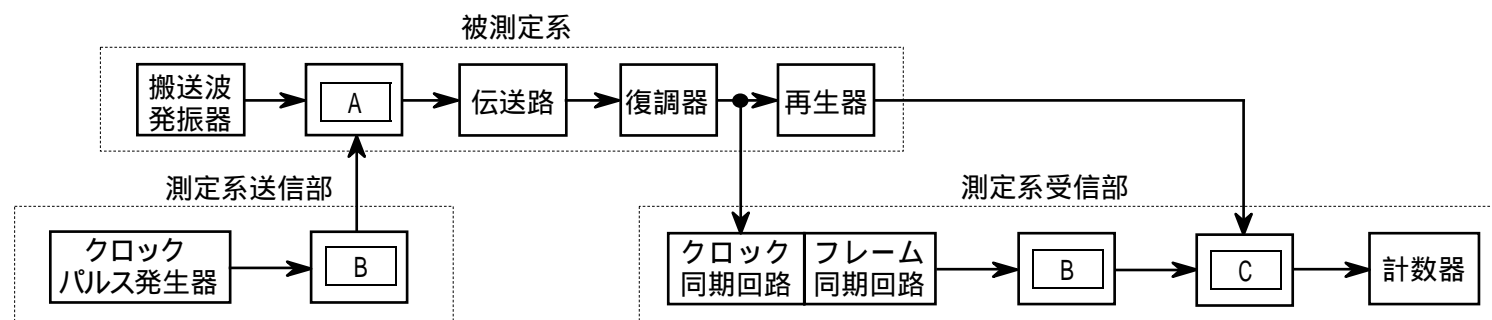 被測定系
搬送波
発振器
A
伝送路
復調器
再生器
測定系送信部
測定系受信部
クロック
パルス発生器
B
クロック
同期回路
フレーム
同期回路
B
C
計数器